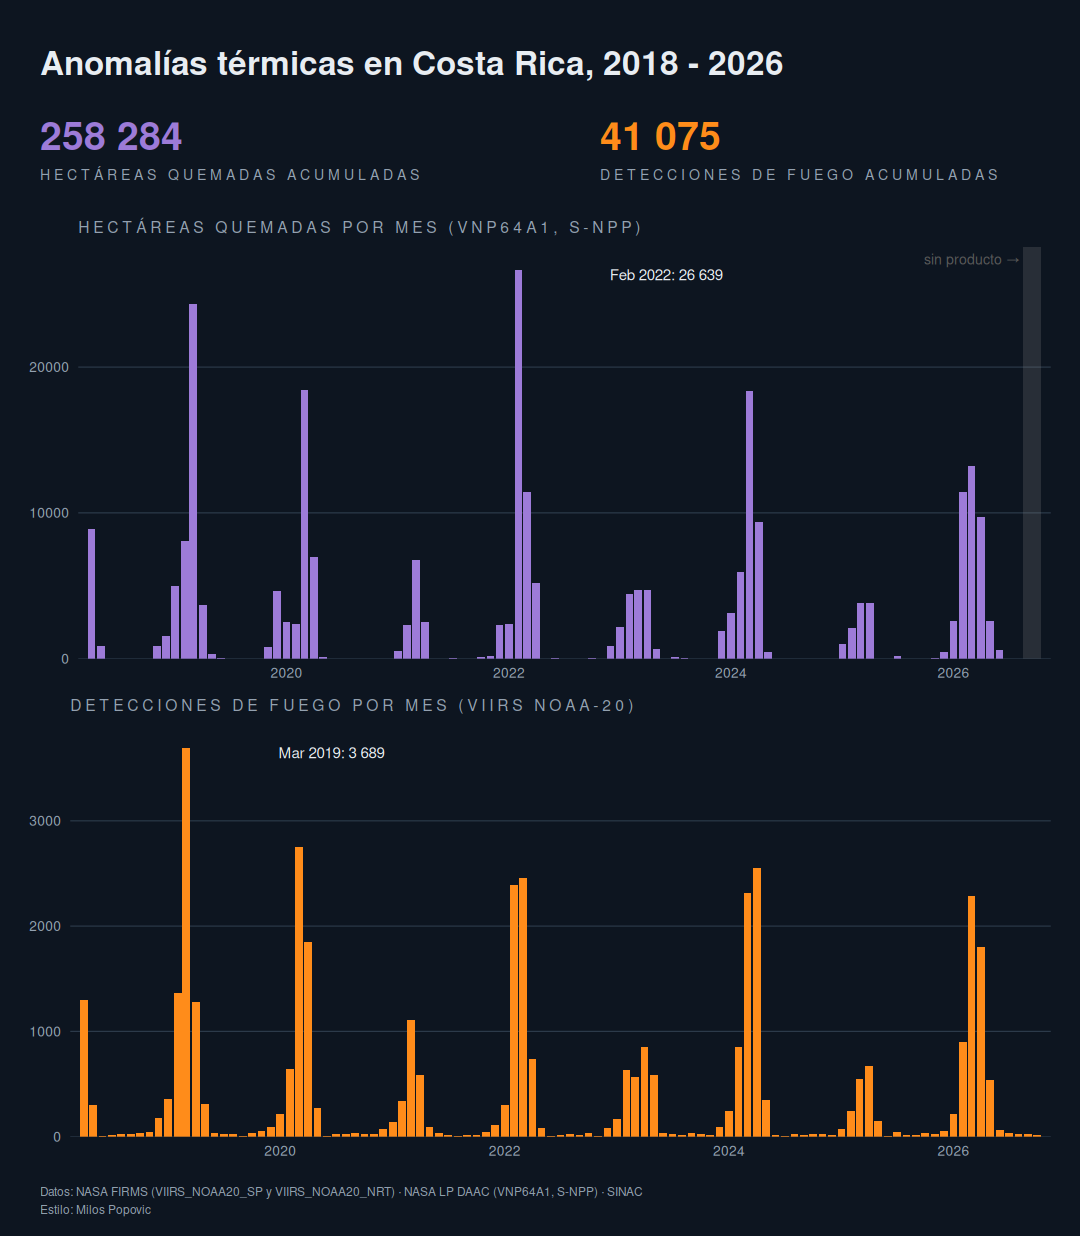 Anomalías térmicas en Costa Rica, 2018 - 2026
258 284
HECTÁREAS QUEMADAS ACUMULADAS
41 075
DETECCIONES DE FUEGO ACUMULADAS
HECTÁREAS QUEMADAS POR MES (VNP64A1, S-NPP)
sin producto →
Feb 2022: 26 639
20000
10000
0
2020 2022 2024 2026
DETECCIONES DE FUEGO POR MES (VIIRS NOAA-20)
Mar 2019: 3 689
3000
2000
1000
0
2020 2022 2024 2026
Datos: NASA FIRMS (VIIRS_NOAA20_SP y VIIRS_NOAA20_NRT) · NASA LP DAAC (VNP64A1, S-NPP) · SINAC
Estilo: Milos Popovic